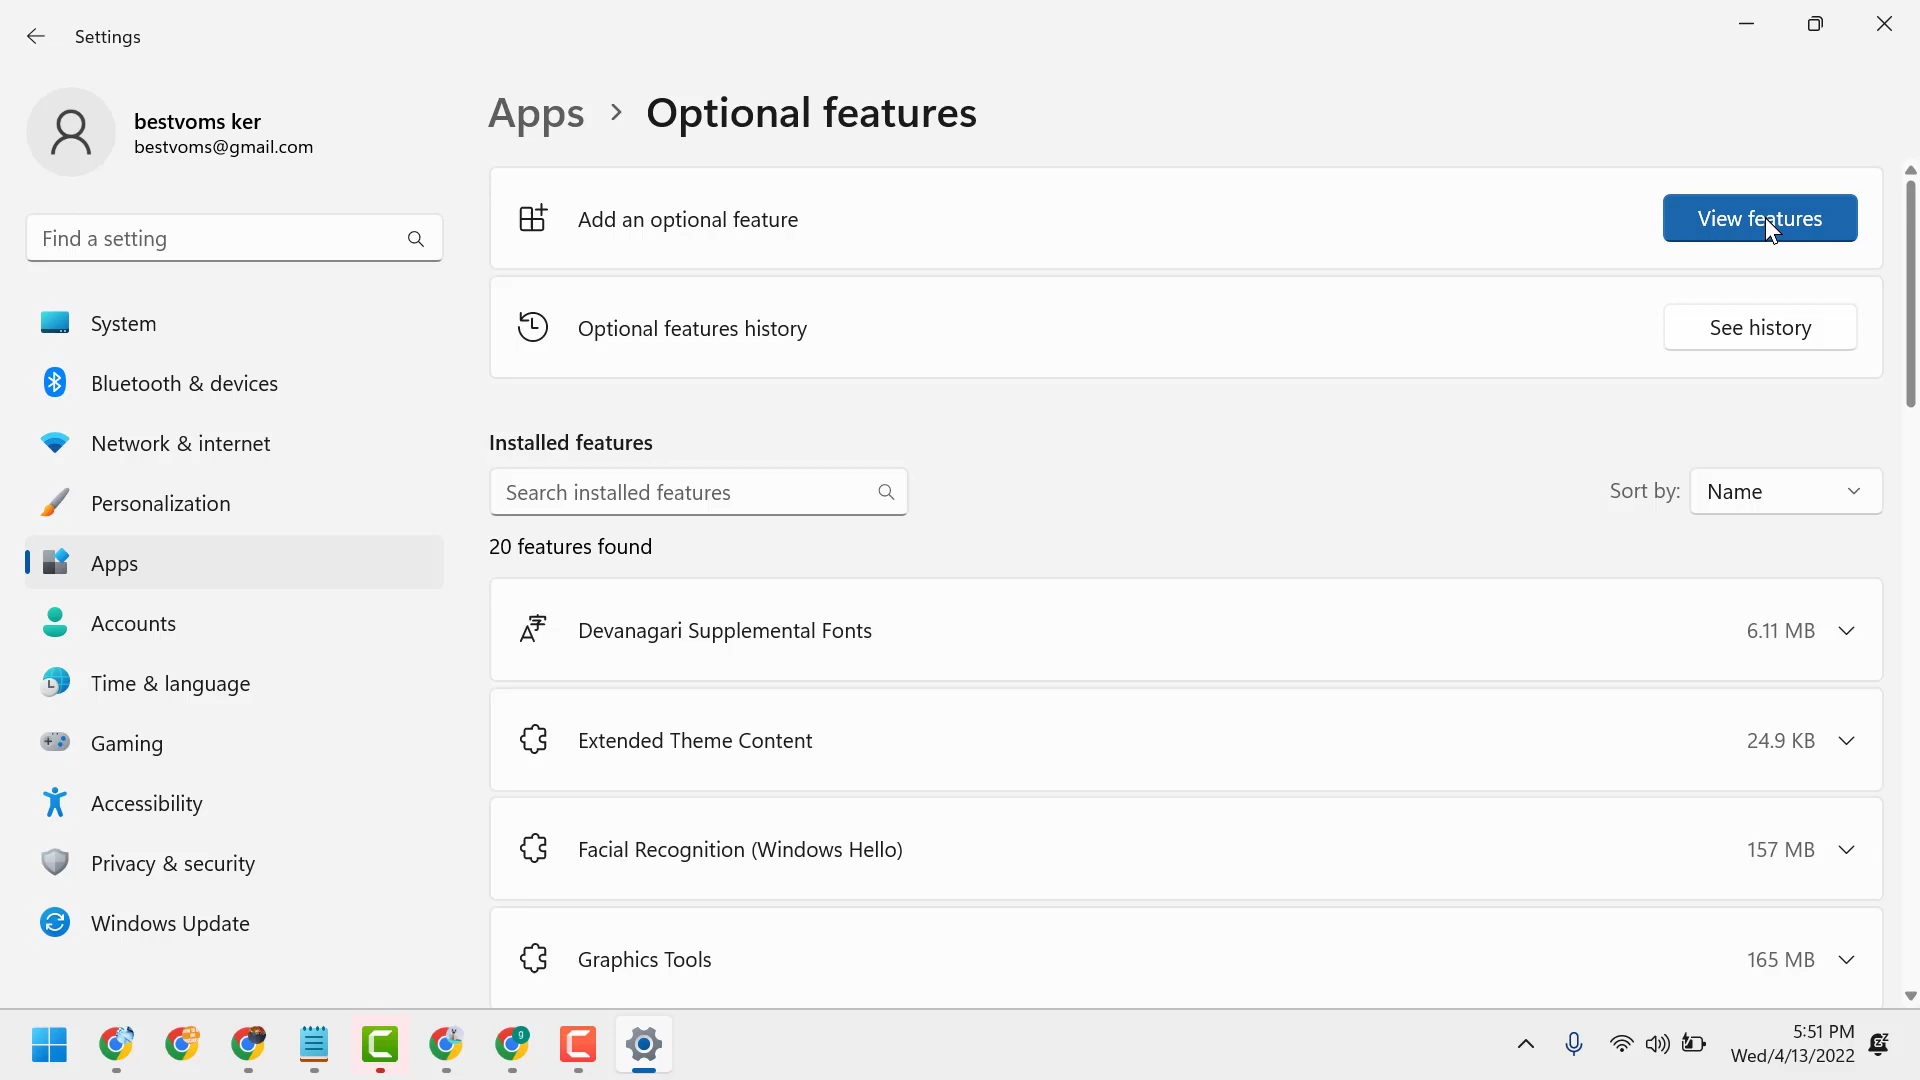 Settings
bestvoms ker
bestvoms@gmail.com
Find a setting
System
Bluetooth & devices
Network & internet
Personalization
Apps
Accounts
Time & language
Gaming
Accessibility
Privacy & security
Windows Update
Apps > Optional features
Add an optional feature
View features
Optional features history
See history
Installed features
Search installed features
Sort by: Name
20 features found
Devanagari Supplemental Fonts
6.11 MB
Extended Theme Content
24.9 KB
Facial Recognition (Windows Hello)
157 MB
Graphics Tools
165 MB
5:51 PM
Wed/4/13/2022